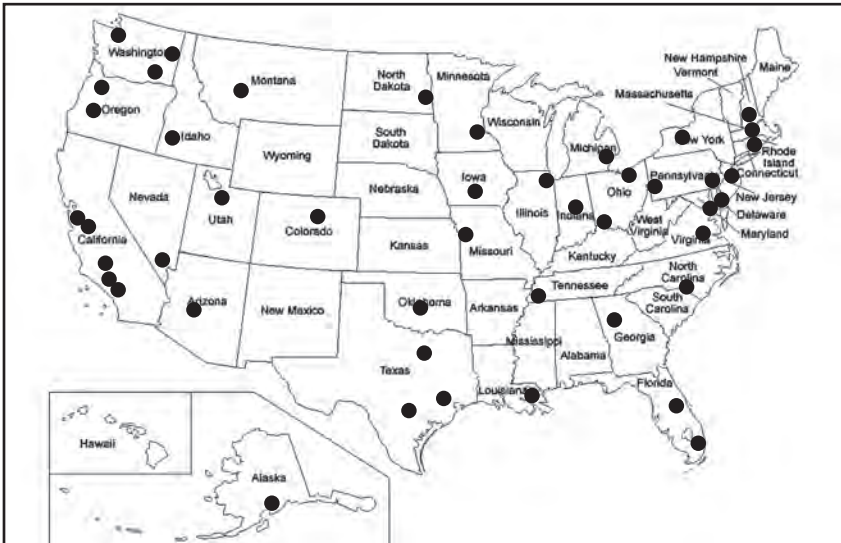 New Hampshire
Vermont
Maine
Washington
Montana
North
Dakota
Minnesota
Massachusetts
Oregon
Idaho
South
Dakota
Wisconsin
Michigan
New York
Rhode
Island
Connecticut
Wyoming
Iowa
Pennsylvania
New Jersey
Nevada
Nebraska
Ohio
Utah
Illinois
Indiana
West
Virginia
Delaware
Maryland
California
Colorado
Kansas
Missouri
Virginia
Kentucky
Tennessee
North
Carolina
Arizona
New Mexico
Oklahoma
Arkansas
South
Carolina
Mississippi
Alabama
Georgia
Texas
Louisiana
Florida
Hawaii
Alaska